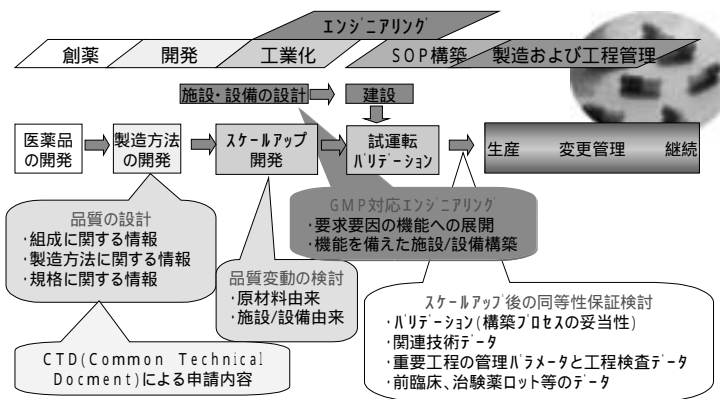 エンジニアリング
創薬
開発
工業化
SOP構築
製造および工程管理
施設・設備の設計
建設
医薬品
の開発
製造方法
の開発
スケールアップ
開発
試運転
バリデーション
生産 変更管理 継続
品質の設計
・組成に関する情報
・製造方法に関する情報
・規格に関する情報
GMP対応エンジニアリング
・要求要因の機能への展開
・機能を備えた施設/設備構築
品質変動の検討
・原材料由来
・施設/設備由来
スケールアップ後の同等性保証検討
・バリデーション(構築プロセスの妥当性)
・関連技術データ
・重要工程の管理パラメータと工程検査データ
・前臨床、治験薬ロット等のデータ
CTD(Common Technical
Docment)による申請内容